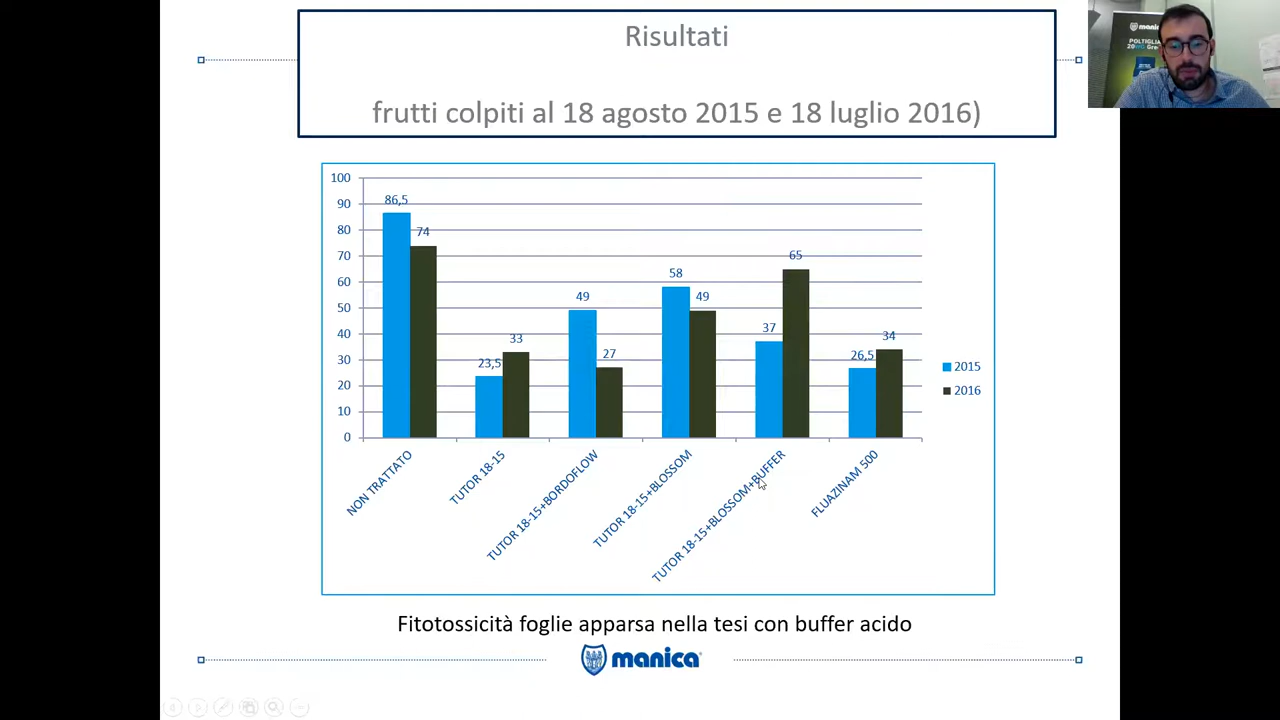 Risultati
frutti colpiti al 18 agosto 2015 e 18 luglio 2016)
manica
POLTIGLIA
20
100
90
80
70
60
50
40
30
20
10
0
86,5
74
23,5
33
49
27
58
49
37
65
26,5
34
2015
2016
NON TRATTATO
TUTOR 18-15
TUTOR 18-15+BORDOFLOW
TUTOR 18-15+BLOSSOM
TUTOR 18-15+BLOSSOM+BUFFER
FLUAZINAM 500
Fitotossicità foglie apparsa nella tesi con buffer acido
manica